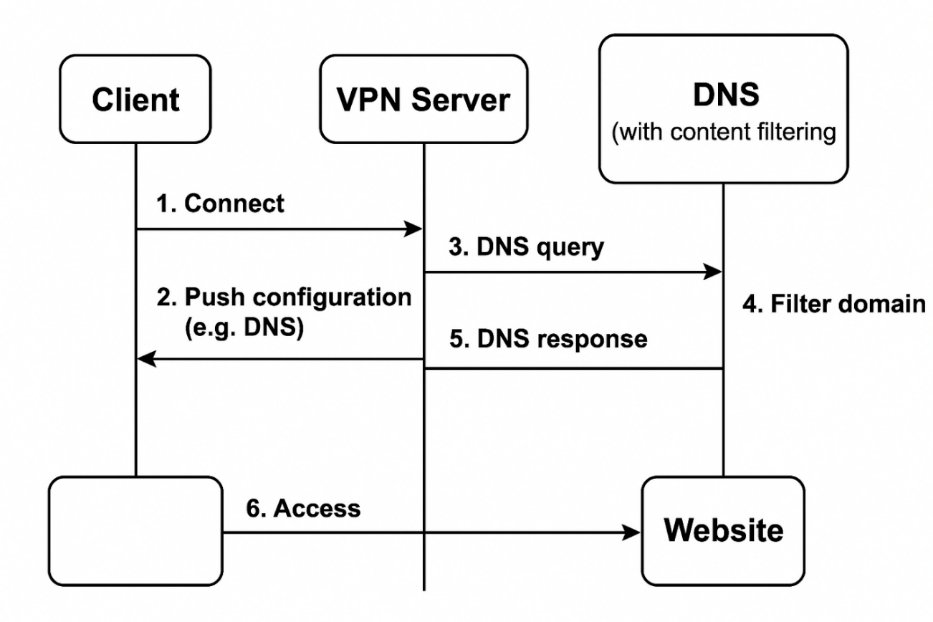 Client
VPN Server
DNS
(with content filtering
1. Connect
3. DNS query
2. Push configuration
(e.g. DNS)
4. Filter domain
5. DNS response
6. Access
Website